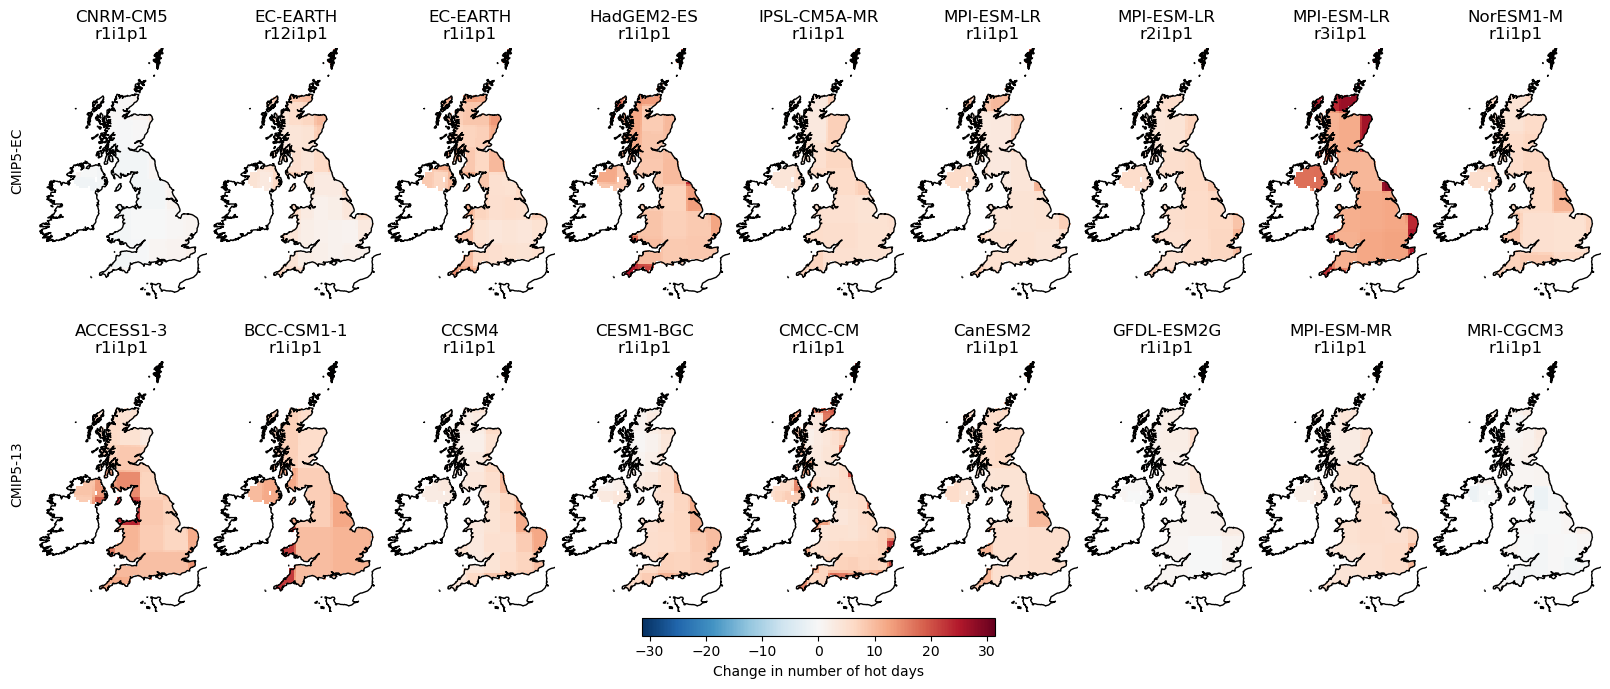 CNRM-CM5
r1i1p1
EC-EARTH
r12i1p1
EC-EARTH
r1i1p1
HadGEM2-ES
r1i1p1
IPSL-CM5A-MR
r1i1p1
MPI-ESM-LR
r1i1p1
MPI-ESM-LR
r2i1p1
MPI-ESM-LR
r3i1p1
NorESM1-M
r1i1p1
CMIP5-EC
ACCESS1-3
r1i1p1
BCC-CSM1-1
r1i1p1
CCSM4
r1i1p1
CESM1-BGC
r1i1p1
CMCC-CM
r1i1p1
CanESM2
r1i1p1
GFDL-ESM2G
r1i1p1
MPI-ESM-MR
r1i1p1
MRI-CGCM3
r1i1p1
CMIP5-13
−30 −20 −10 0 10 20 30
Change in number of hot days